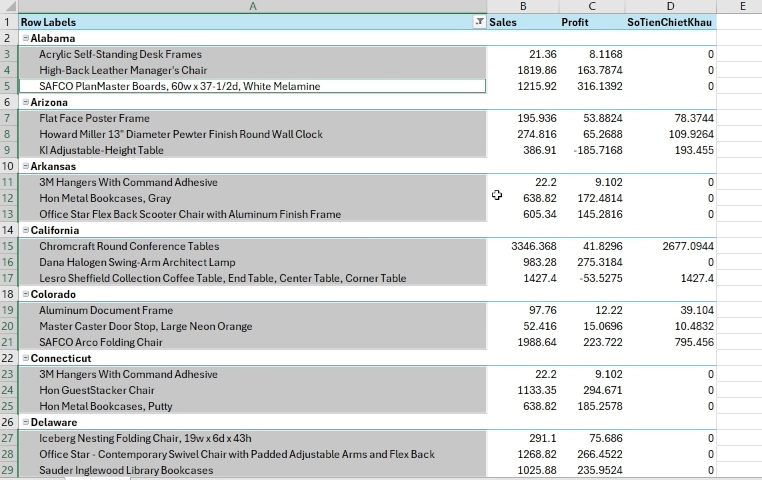 A B C D E
1 Row Labels Sales Profit SoTienChietKhau
2 Alabama
3 Acrylic Self-Standing Desk Frames 21.36 8.1168 0
4 High-Back Leather Manager's Chair 1819.86 163.7874 0
5 SAFCO PlanMaster Boards, 60w x 37-1/2d, White Melamine 1215.92 316.1392 0
6 Arizona
7 Flat Face Poster Frame 195.936 53.8824 78.3744
8 Howard Miller 13" Diameter Pewter Finish Round Wall Clock 274.816 65.2688 109.9264
9 KI Adjustable-Height Table 386.91 -185.7168 193.455
10 Arkansas
11 3M Hangers With Command Adhesive 22.2 9.102 0
12 Hon Metal Bookcases, Gray 638.82 172.4814 0
13 Office Star Flex Back Scooter Chair with Aluminum Finish Frame 605.34 145.2816 0
14 California
15 Chromcraft Round Conference Tables 3346.368 41.8296 2677.0944
16 Dana Halogen Swing-Arm Architect Lamp 983.28 275.3184 0
17 Lesro Sheffield Collection Coffee Table, End Table, Center Table, Corner Table 1427.4 -53.5275 1427.4
18 Colorado
19 Aluminum Document Frame 97.76 12.22 39.104
20 Master Caster Door Stop, Large Neon Orange 52.416 15.0696 10.4832
21 SAFCO Arco Folding Chair 1988.64 223.722 795.456
22 Connecticut
23 3M Hangers With Command Adhesive 22.2 9.102 0
24 Hon GuestStacker Chair 1133.35 294.671 0
25 Hon Metal Bookcases, Putty 638.82 185.2578 0
26 Delaware
27 Iceberg Nesting Folding Chair, 19w x 6d x 43h 291.1 75.686 0
28 Office Star - Contemporary Swivel Chair with Padded Adjustable Arms and Flex Back 1268.82 266.4522 0
29 Sauder Inglewood Library Bookcases 1025.88 235.9524 0